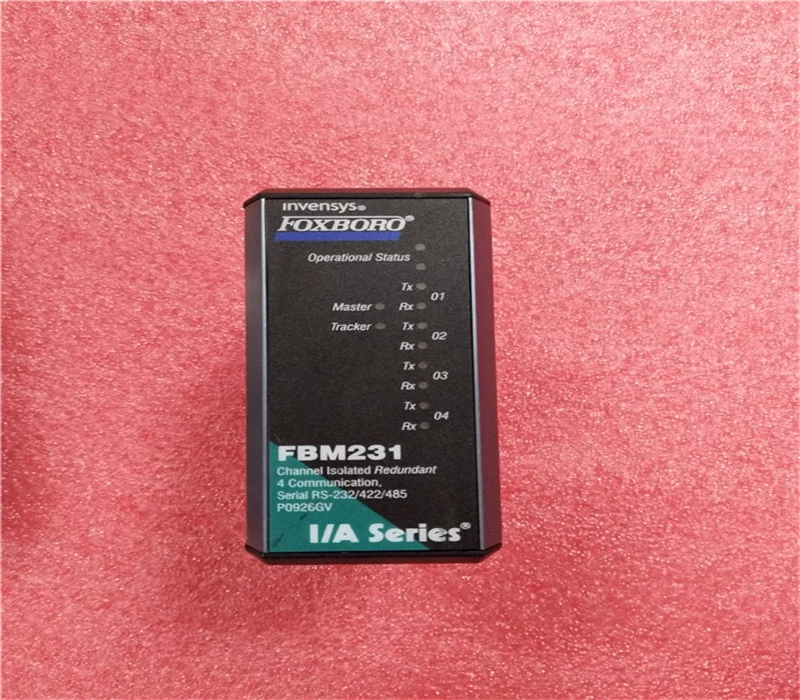 invensys®
FOXBORO®
Operational Status
Tx
01
Master Rx
Tracker Tx
02
Rx
Tx
03
Rx
Tx
04
Rx
FBM231
Channel Isolated Redundant
4 Communication,
Serial RS-232/422/485
P0926GV
I/A Series®